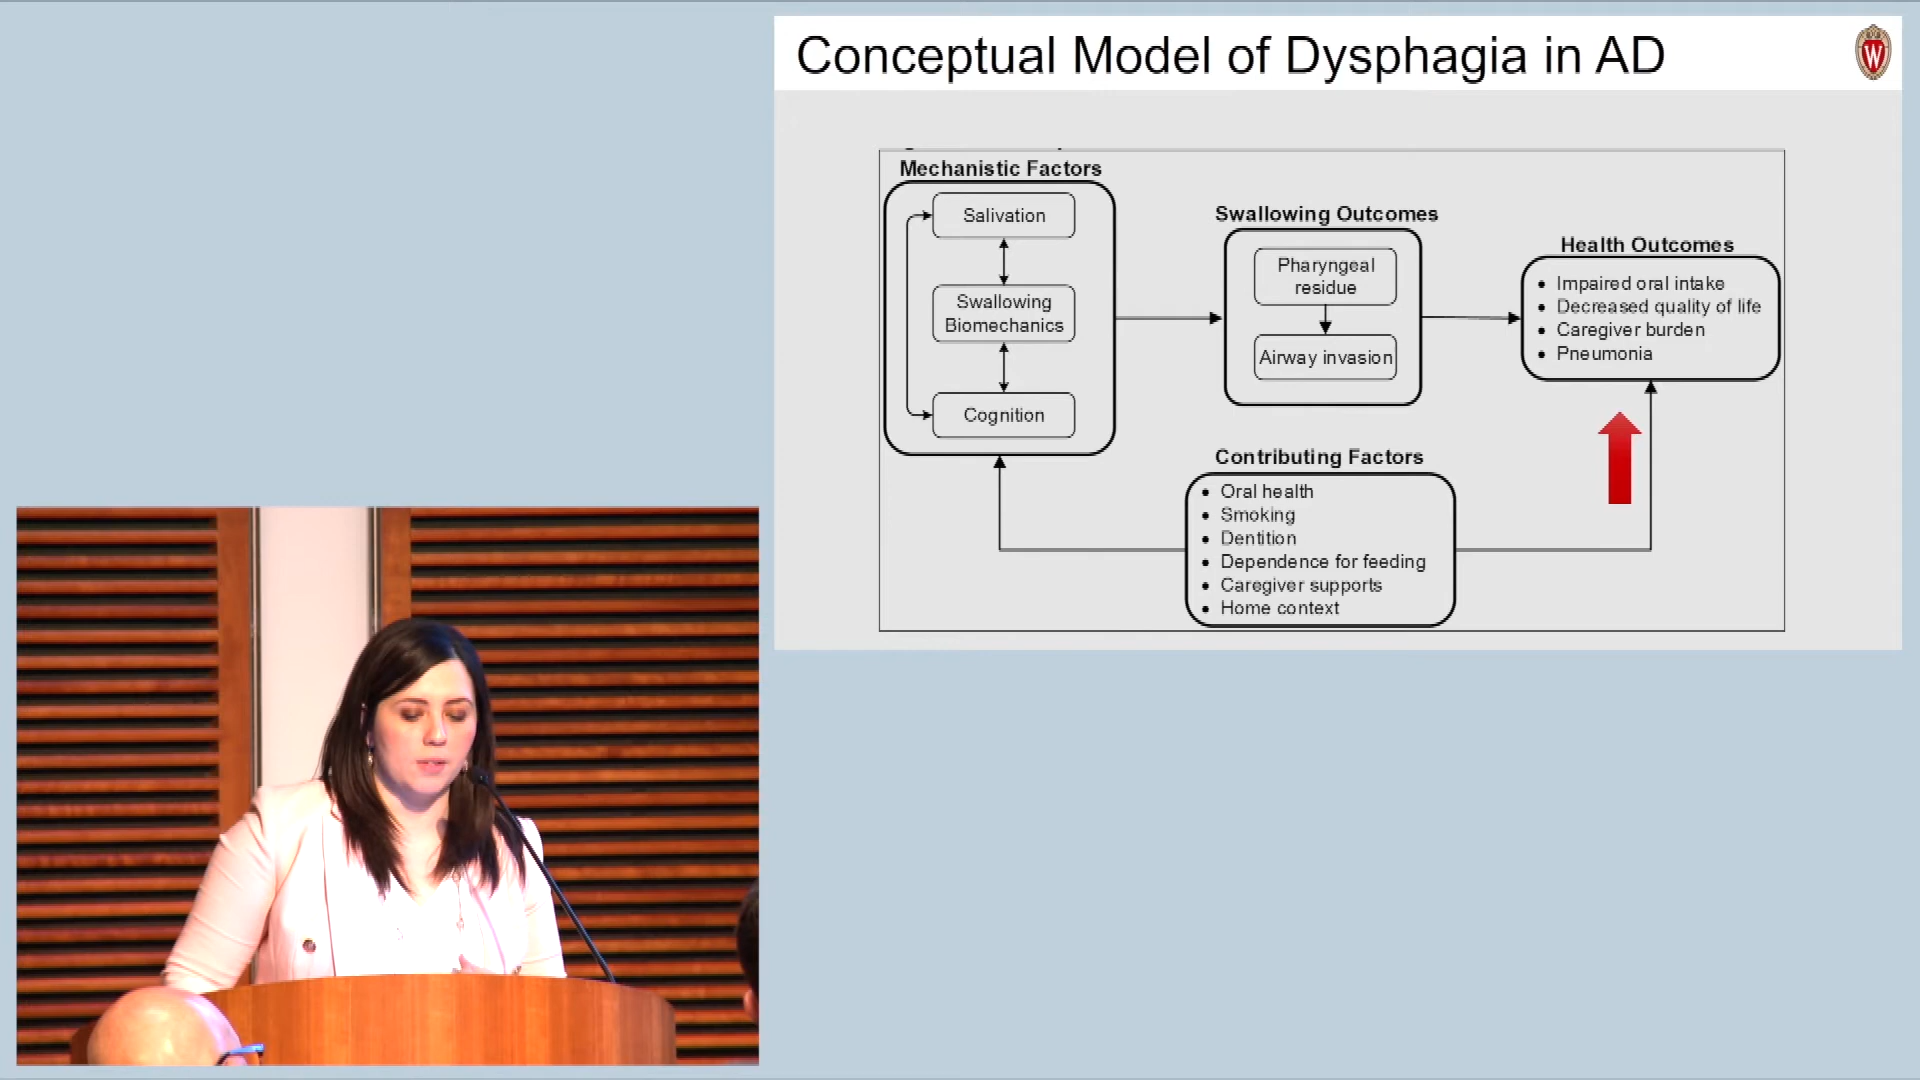 Conceptual Model of Dysphagia in AD
W
Mechanistic Factors
Salivation
Swallowing
Biomechanics
Cognition
Swallowing Outcomes
Pharyngeal
residue
Airway invasion
Health Outcomes
• Impaired oral intake
• Decreased quality of life
• Caregiver burden
• Pneumonia
Contributing Factors
• Oral health
• Smoking
• Dentition
• Dependence for feeding
• Caregiver supports
• Home context